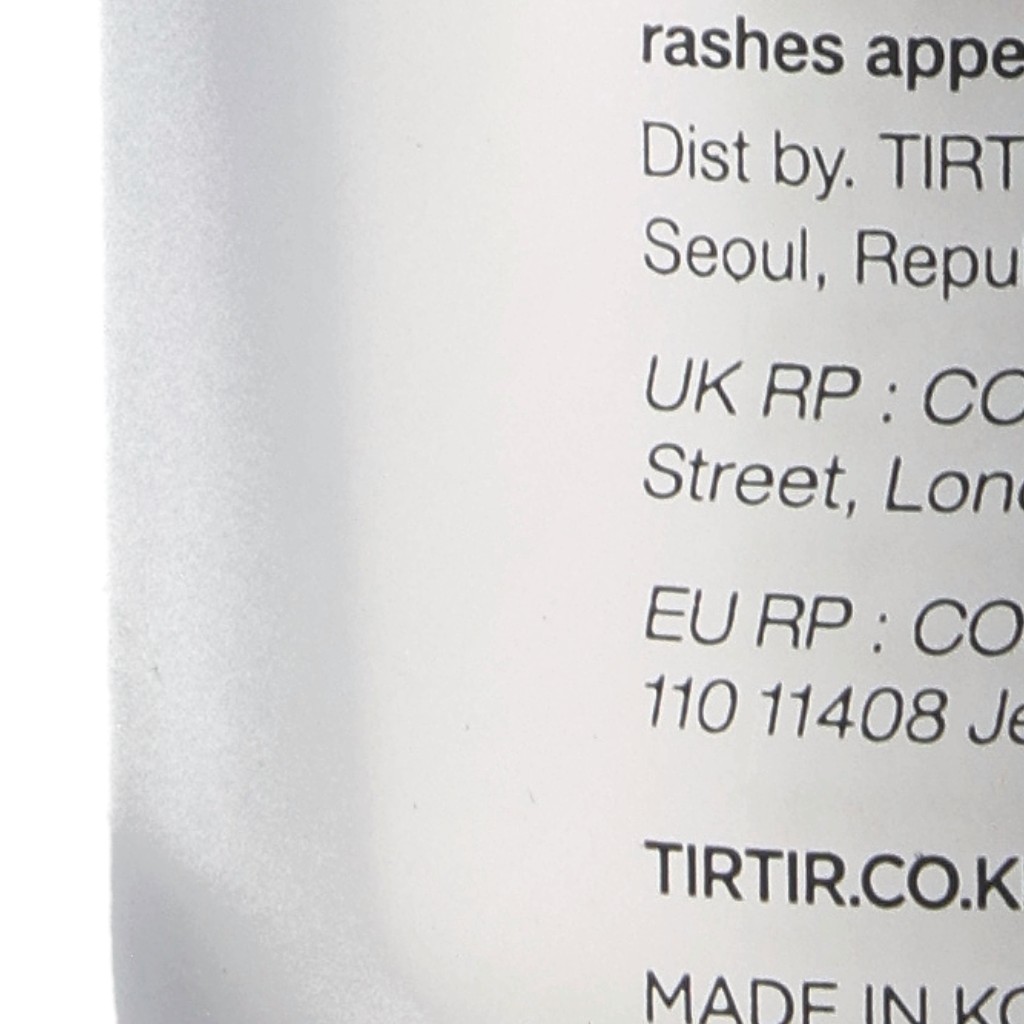 rashes appe
Dist by. TIRT
Seoul, Repu
UK RP : CO
Street, Lon
EU RP : CO
110 11408 Je
TIRTIR.CO.K
MADE IN KO